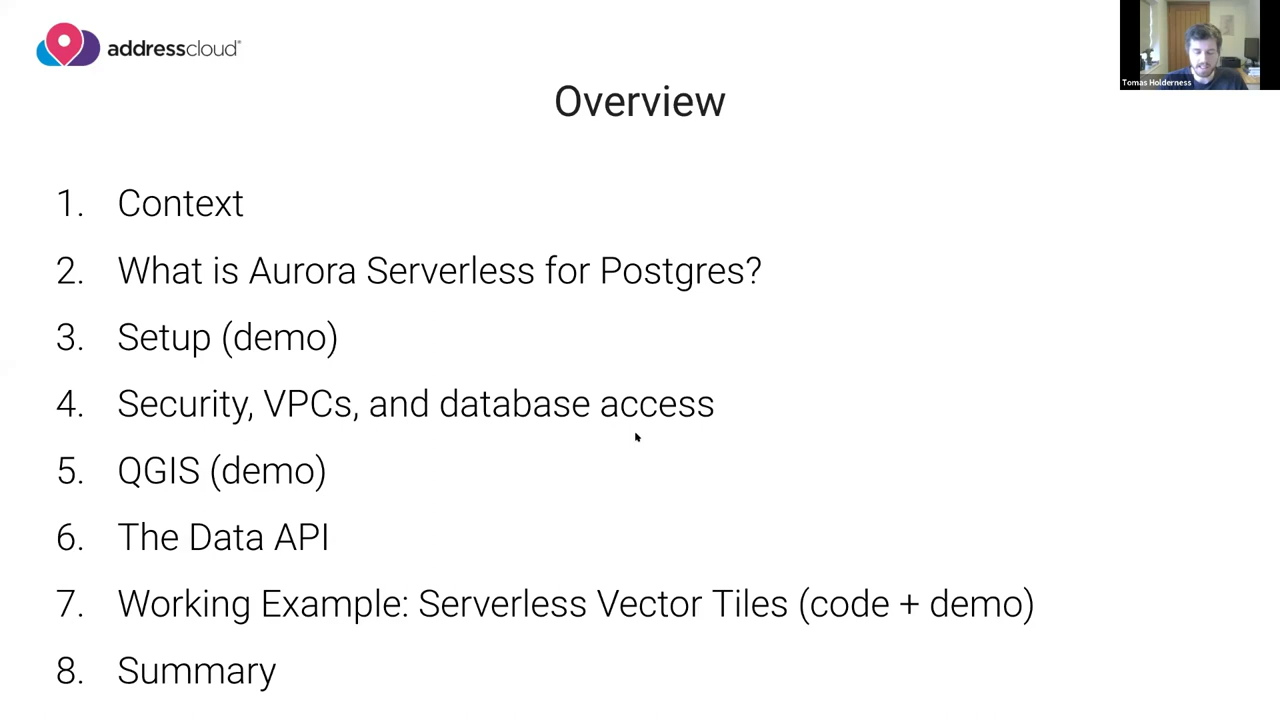 addresscloud®
Tomas Holderness
Overview
1. Context
2. What is Aurora Serverless for Postgres?
3. Setup (demo)
4. Security, VPCs, and database access
5. QGIS (demo)
6. The Data API
7. Working Example: Serverless Vector Tiles (code + demo)
8. Summary